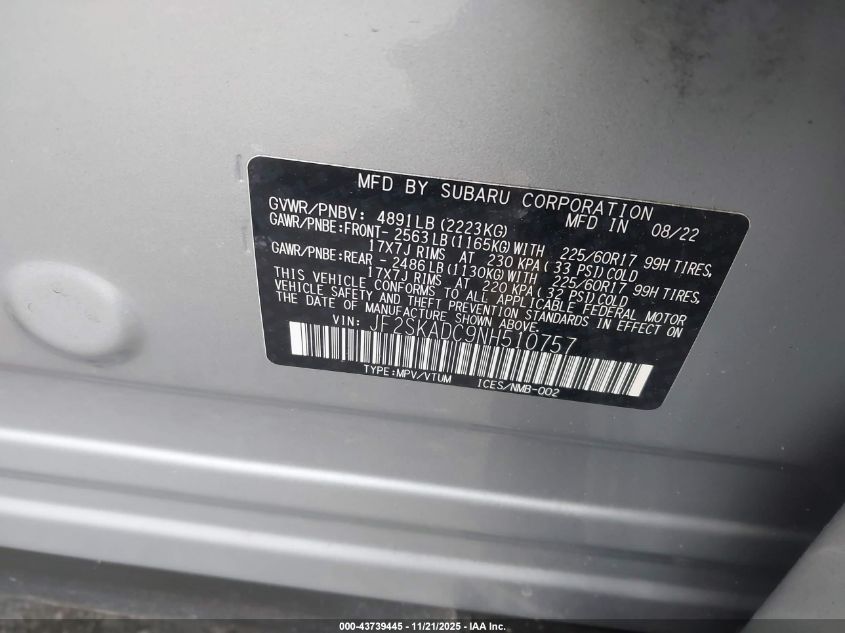 MFD BY SUBARU CORPORATION
GVWR/PNBV: 4891LB (2223KG) MFD IN 08/22
GAWR/PNBE:FRONT- 2563LB(1165KG)WITH 225/60R17 99H TIRES,
17X7J RIMS AT 230 KPA( 33 PSI)COLD
GAWR/PNBE:REAR - 2486LB(1130KG)WITH 225/60R17 99H TIRES,
17X7J RIMS AT 220 KPA( 32 PSI)COLD
THIS VEHICLE CONFORMS TO ALL APPLICABLE FEDERAL MOTOR
VEHICLE SAFETY AND THEFT PREVENTION STANDARDS IN EFFECT ON
THE DATE OF MANUFACTURE SHOWN ABOVE.
VIN: JF2SKADC9NH510757
TYPE:MPV/VTUM ICES/NMB-002
000-43739445 - 11/21/2025 - IAA Inc.